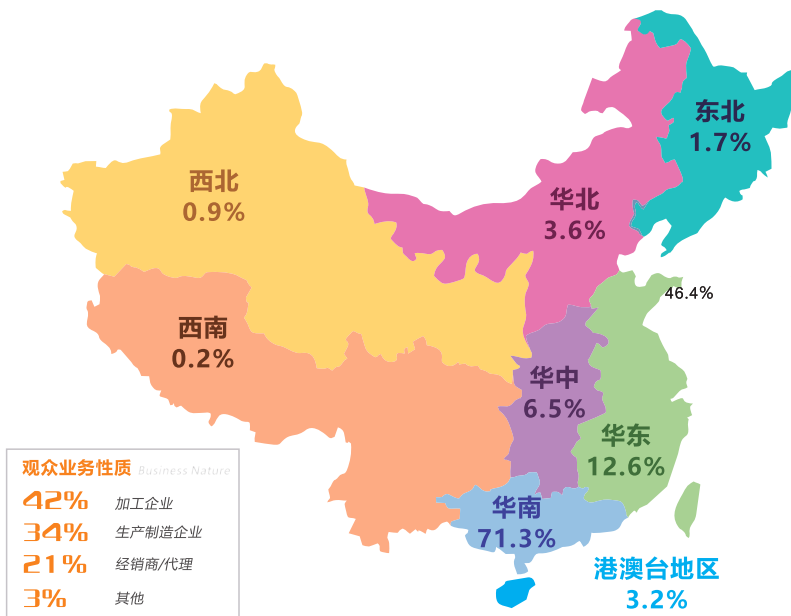 东北
1.7%
西北
0.9%
华北
3.6%
46.4%
西南
0.2%
华中
6.5%
华东
12.6%
华南
71.3%
港澳台地区
3.2%
观众业务性质 Business Nature
42% 加工企业
34% 生产制造企业
21% 经销商/代理
3% 其他